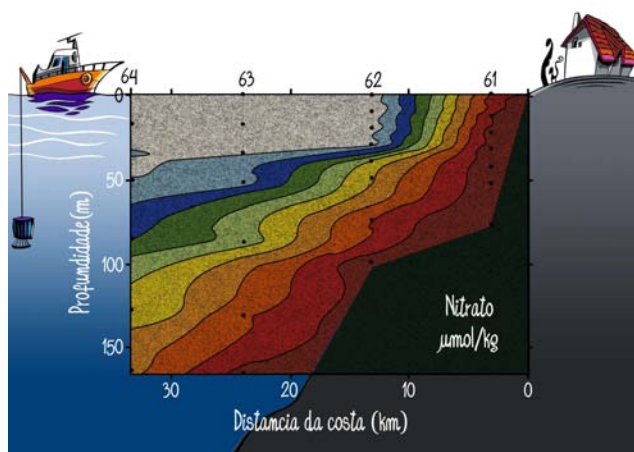 64 63 62 61
0
50
100
150
Profundidade (m)
Nitrato
µmol/kg
30 20 10 0
Distancia da costa (km)